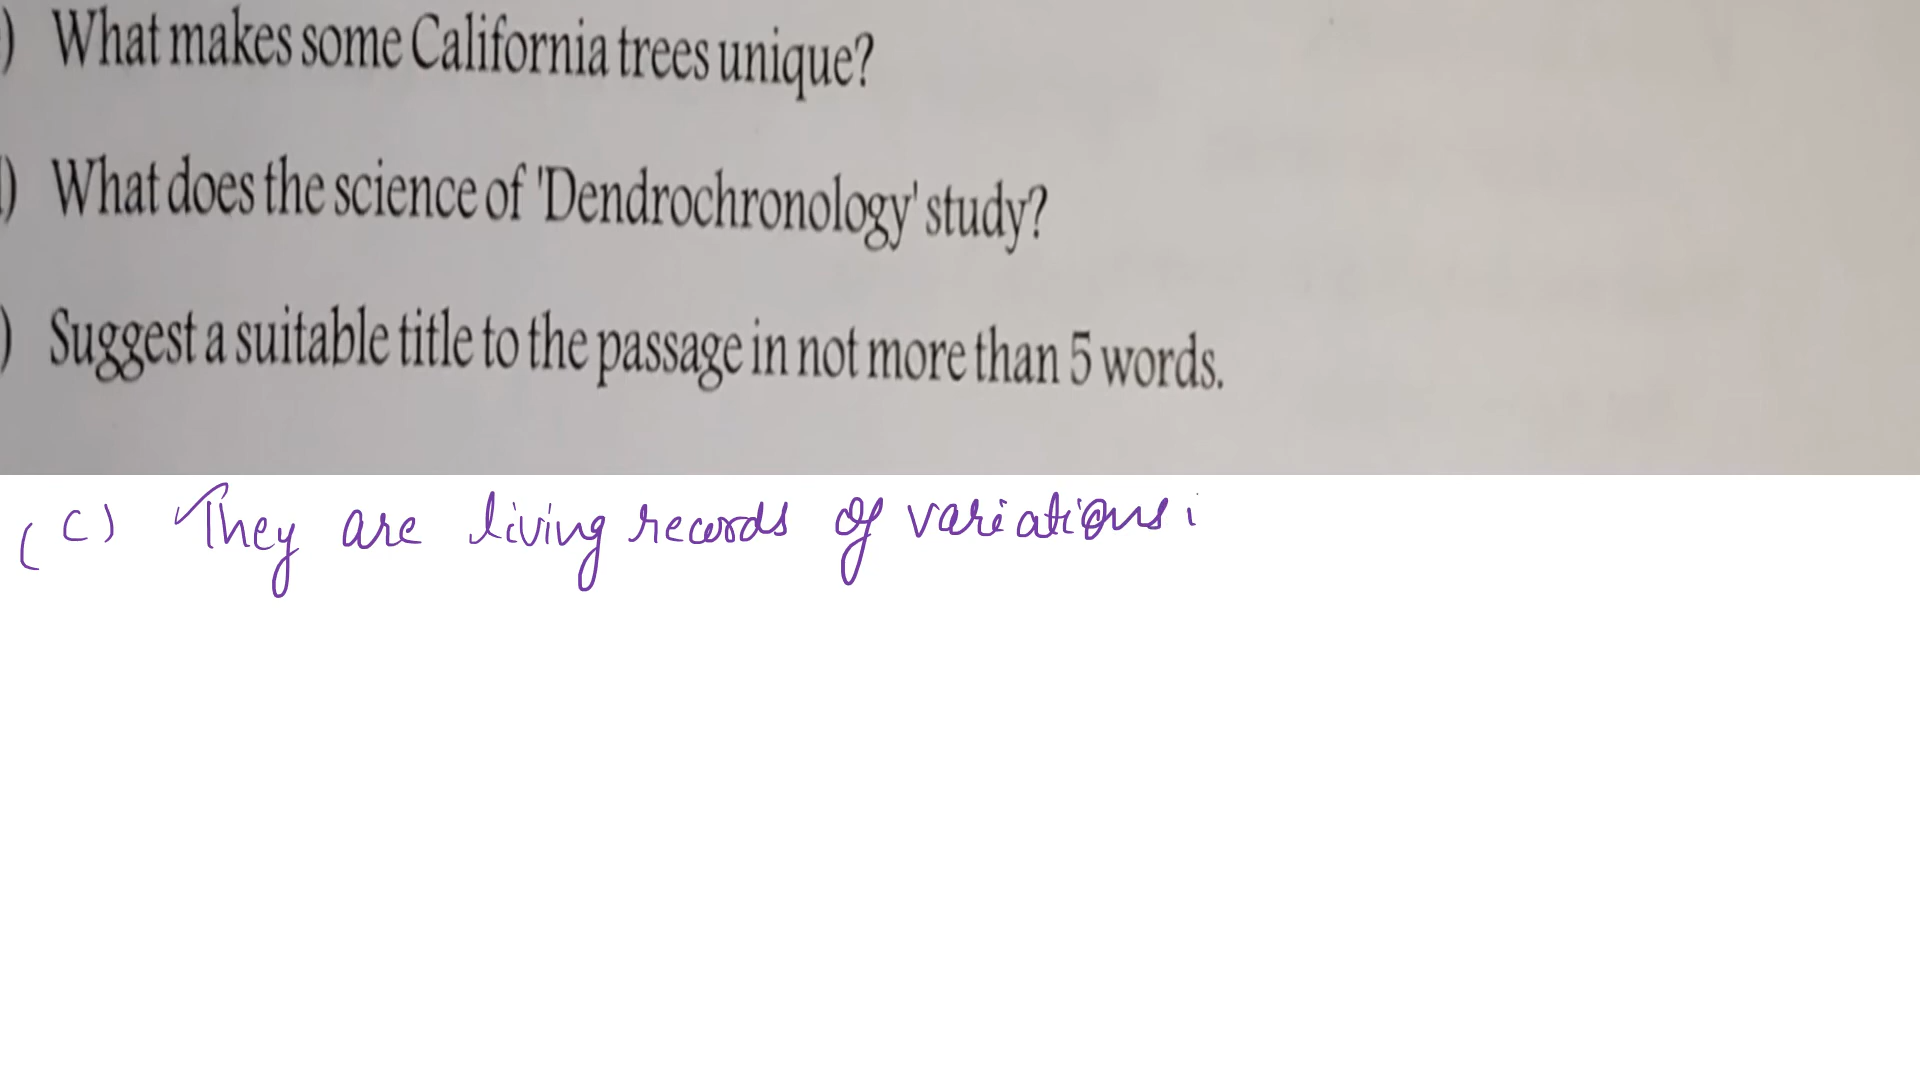 ) What makes some California trees unique?
) What does the science of 'Dendrochronology' study?
) Suggest a suitable title to the passage in not more than 5 words.
(C) They are living records of variations i